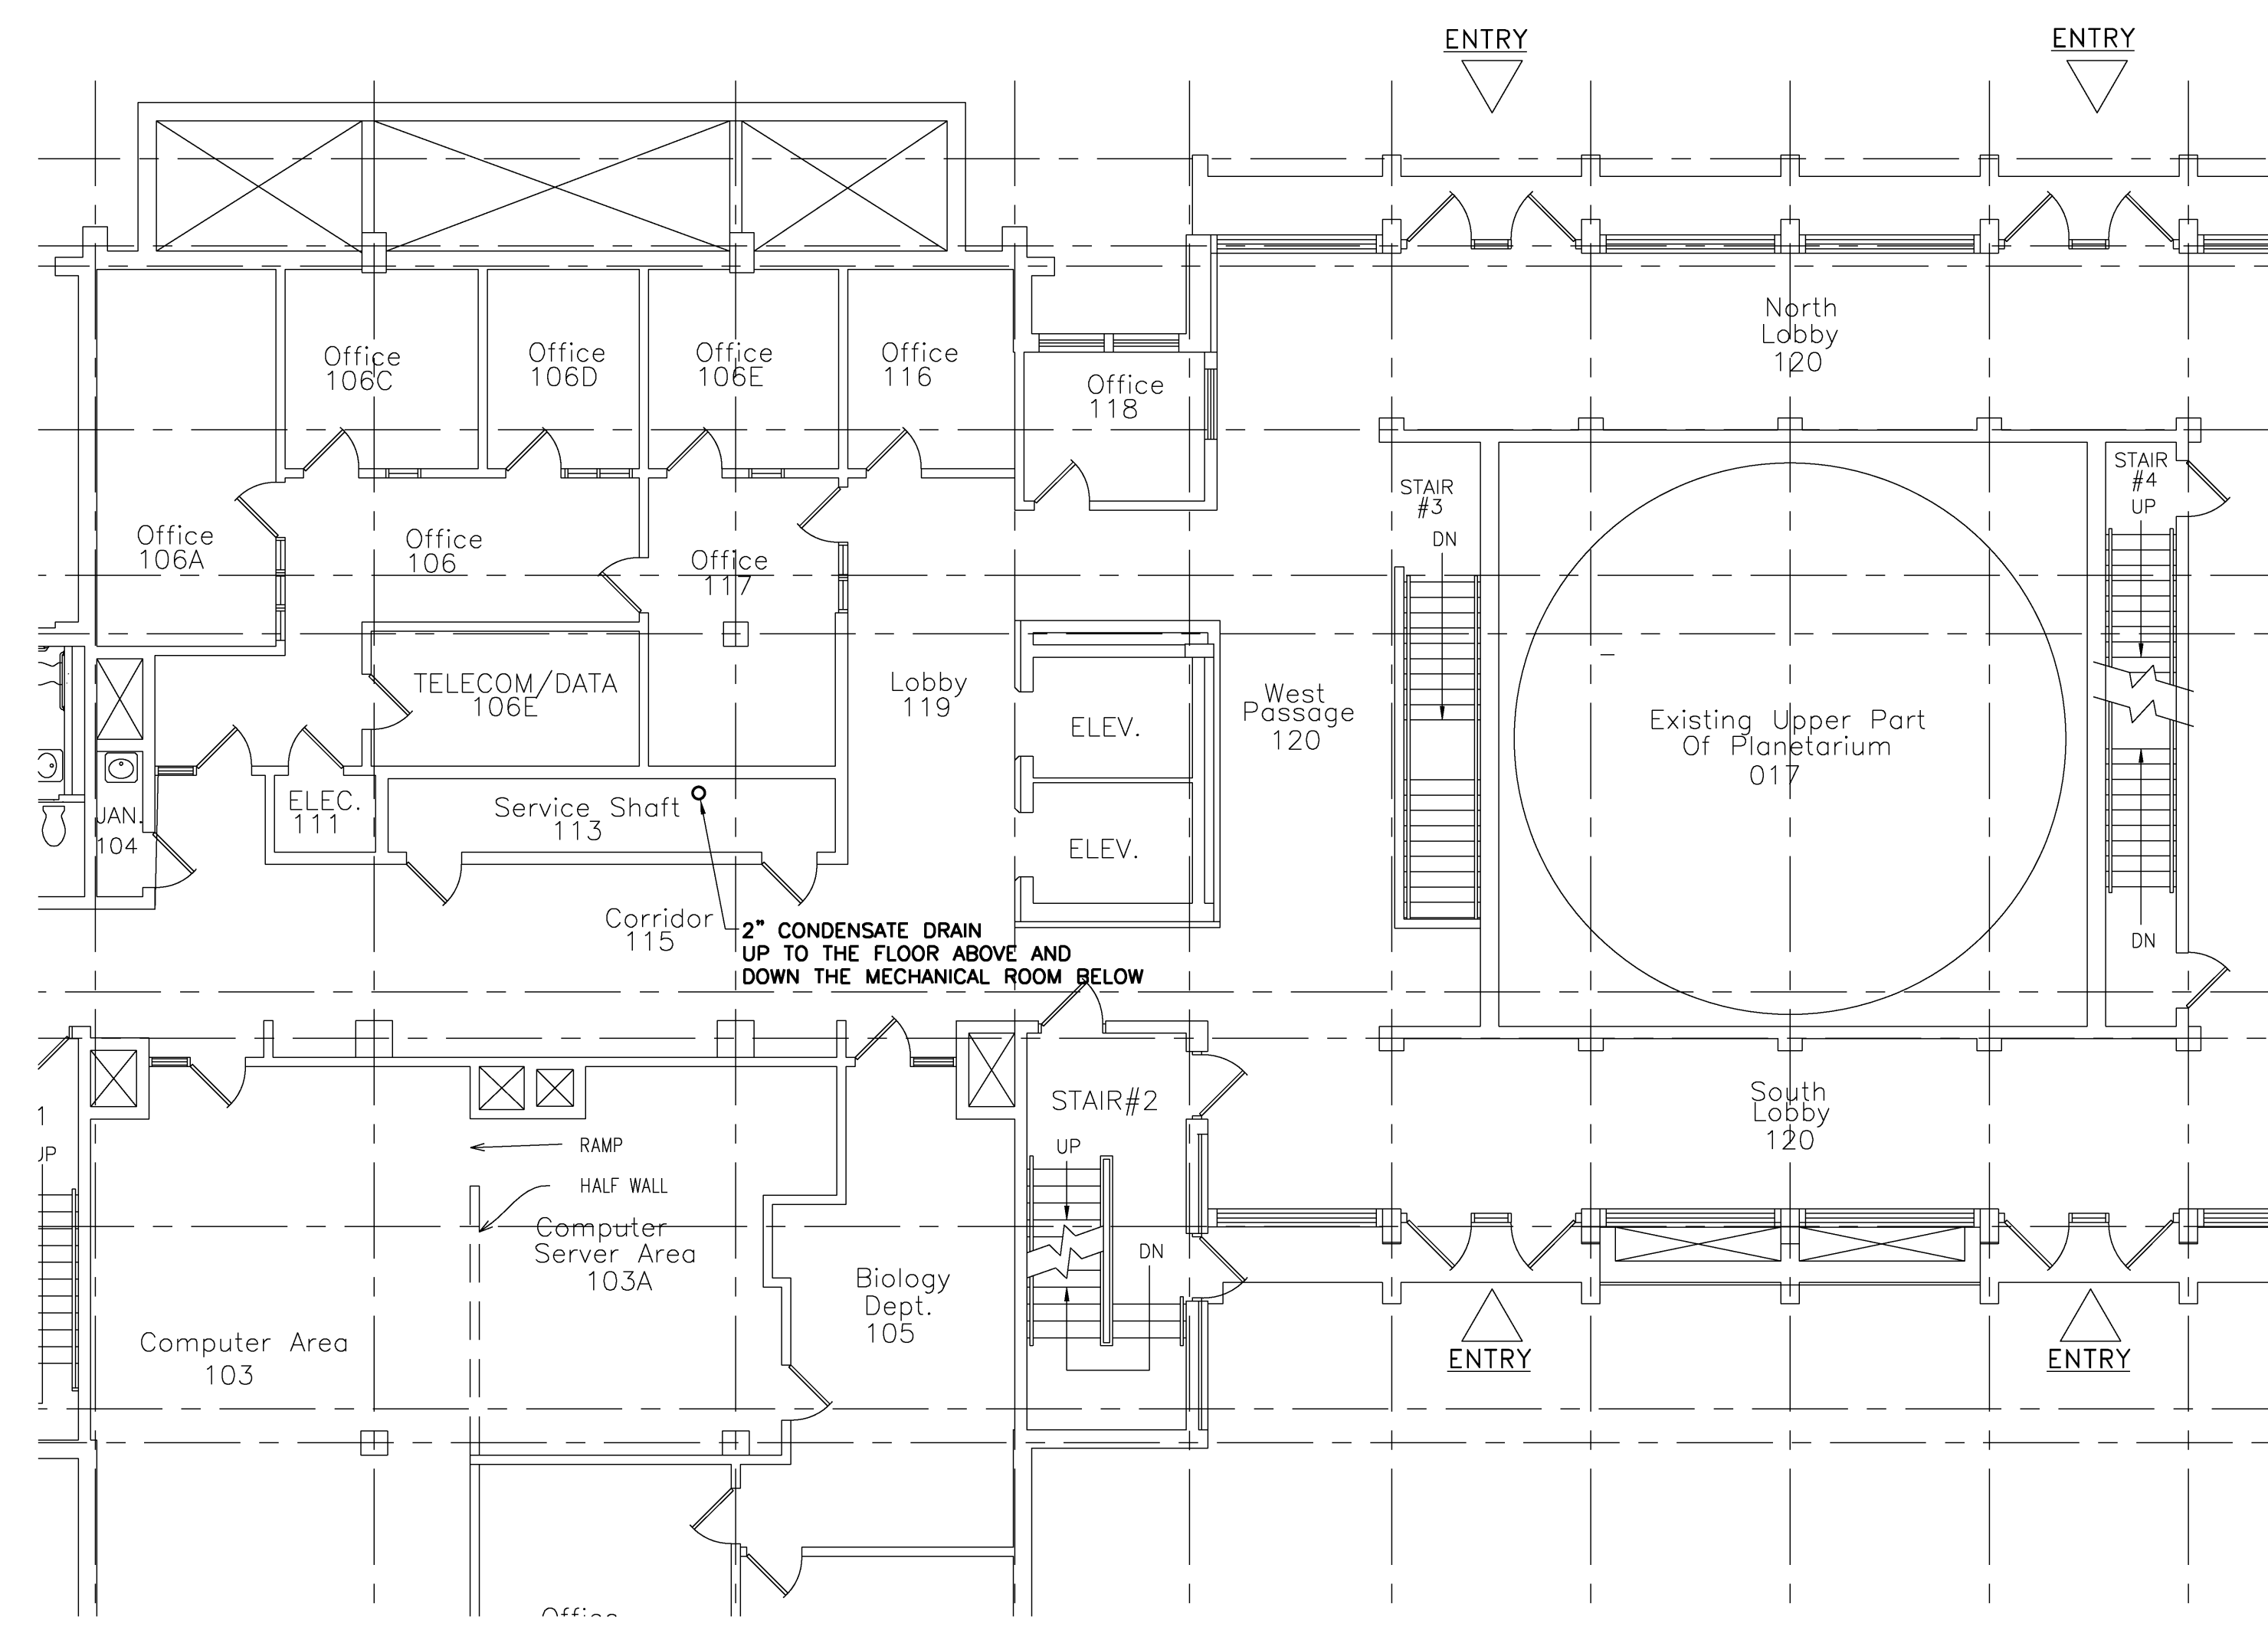 ENTRY
ENTRY
North
Lobby
120
Office
106C
Office
106D
Office
106E
Office
116
Office
118
STAIR
#3
DN
STAIR
#4
UP
Office
106A
Office
106
Office
117
TELECOM/DATA
106E
Lobby
119
ELEV.
West
Passage
120
Existing Upper Part
Of Planetarium
017
JAN.
104
ELEC.
111
Service Shaft
113
ELEV.
Corridor
115
2" CONDENSATE DRAIN
UP TO THE FLOOR ABOVE AND
DOWN THE MECHANICAL ROOM BELOW
DN
STAIR#2
UP
DN
South
Lobby
120
1
UP
RAMP
HALF WALL
Computer
Server Area
103A
Biology
Dept.
105
Computer Area
103
ENTRY
ENTRY
Office